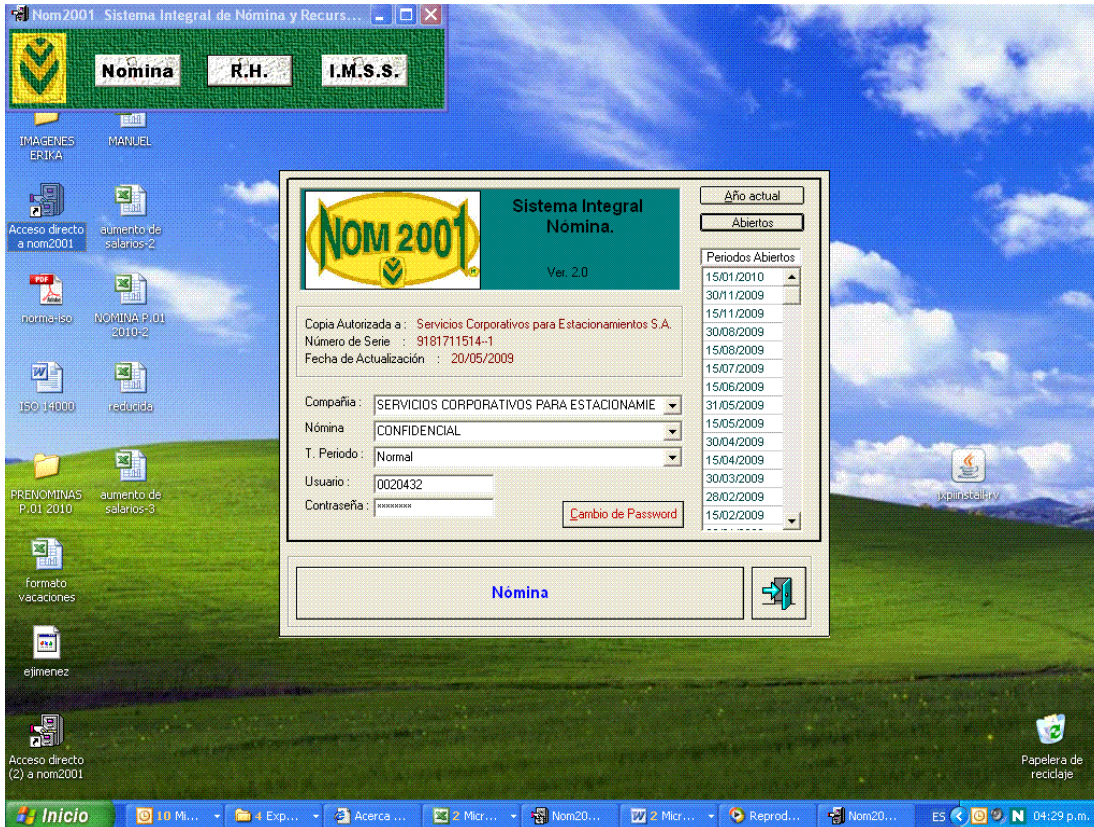 Nom2001 Sistema Integral de Nómina y Recurs...
Nomina
R.H.
I.M.S.S.
IMAGENES ERIKA
MANUEL
Acceso directo a nom2001
aumento de salarios-2
norma-iso
NOMINA P.01 2010-2
ISO 14000
reducida
PRENOMINAS P.01 2010
aumento de salarios-3
formato vacaciones
ejimenez
Acceso directo (2) a nom2001
NOM 2001
®
Sistema Integral
Nómina.
Ver. 2.0
Año actual
Abiertos
Periodos Abiertos
15/01/2010
30/11/2009
15/11/2009
30/08/2009
15/08/2009
15/07/2009
15/06/2009
31/05/2009
15/05/2009
30/04/2009
15/04/2009
30/03/2009
28/02/2009
15/02/2009
Copia Autorizada a : Servicios Corporativos para Estacionamientos S.A.
Número de Serie : 9181711514--1
Fecha de Actualización : 20/05/2009
Compañia : SERVICIOS CORPORATIVOS PARA ESTACIONAMIE
Nómina CONFIDENCIAL
T. Periodo : Normal
Usuario : 0020432
Contraseña : ××××××××
Cambio de Password
Nómina
jxpiinstall-rv
Papelera de reciclaje
Inicio
10 Mi...
4 Exp...
Acerca ...
2 Micr...
Nom20...
2 Micr...
Reprod...
Nom20...
ES
04:29 p.m.